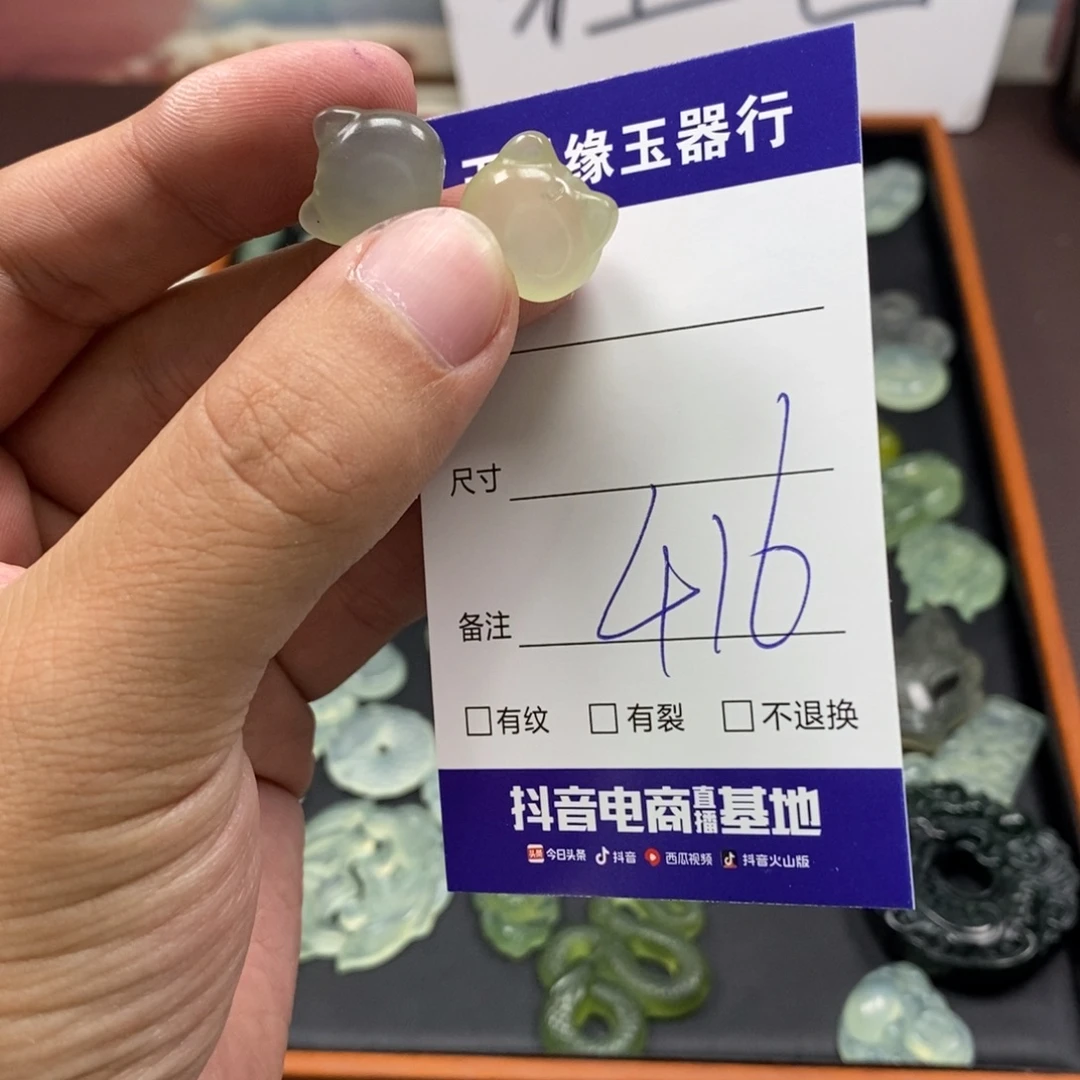 缘玉器行
尺寸
416
备注
有纹 有裂 不退换
抖音电商直播基地
头条 今日头条 抖音 西瓜视频 抖音火山版